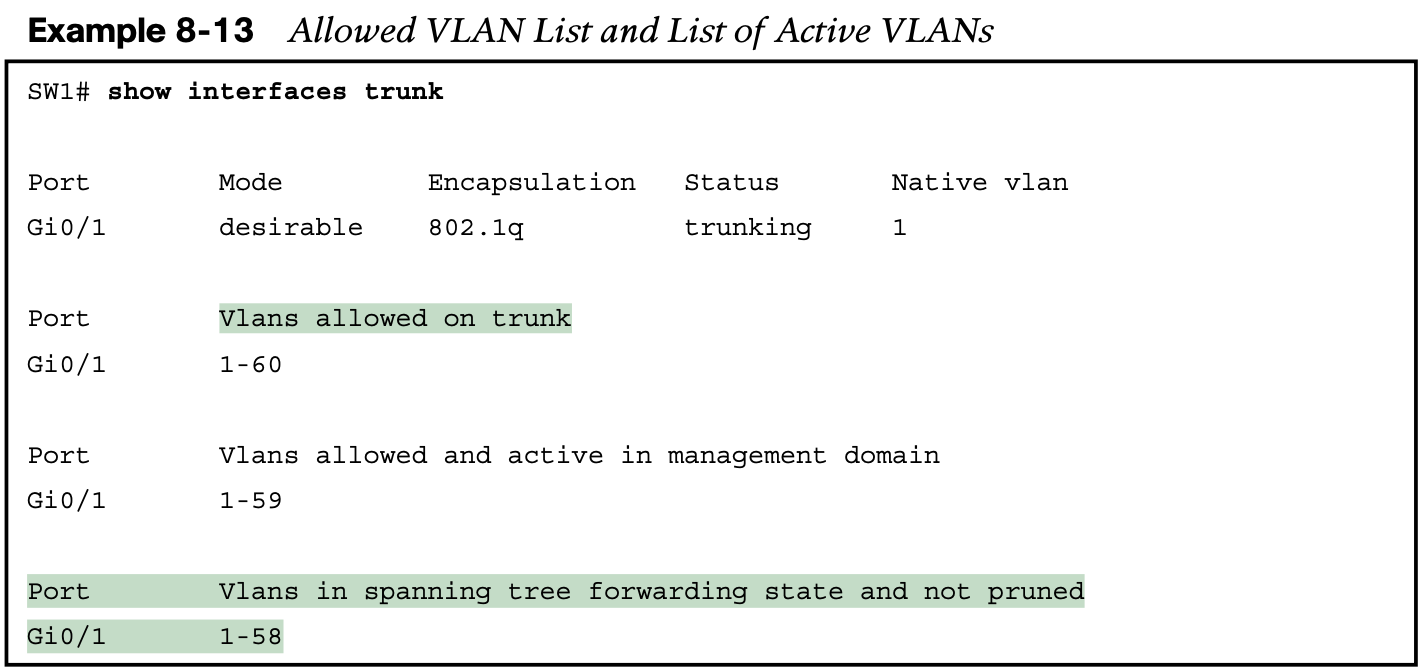 Example 8-13 Allowed VLAN List and List of Active VLANs
SW1# show interfaces trunk
Port Mode Encapsulation Status Native vlan
Gi0/1 desirable 802.1q trunking 1
Port Vlans allowed on trunk
Gi0/1 1-60
Port Vlans allowed and active in management domain
Gi0/1 1-59
Port Vlans in spanning tree forwarding state and not pruned
Gi0/1 1-58